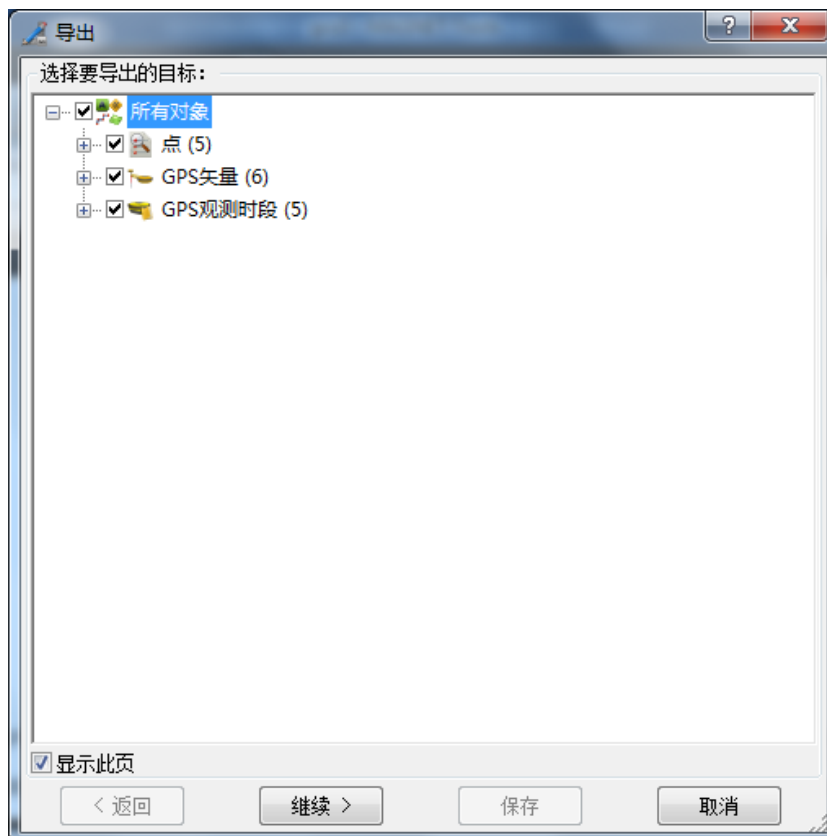 导出
选择要导出的目标:
所有对象
点 (5)
GPS矢量 (6)
GPS观测时段 (5)
显示此页
< 返回 继续 > 保存 取消